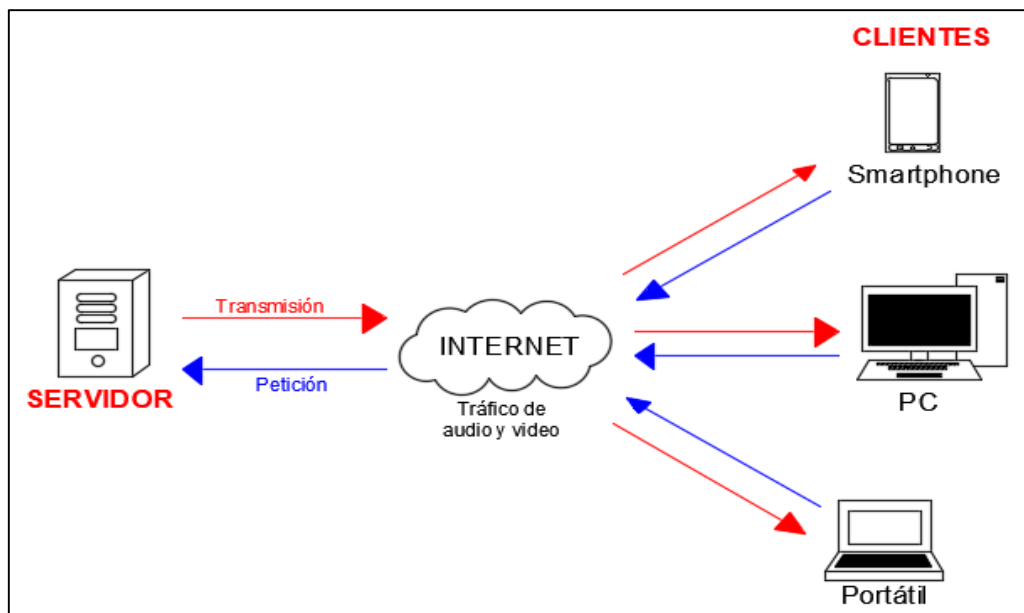 CLIENTES
Smartphone
Transmisión
INTERNET
Petición
SERVIDOR
Tráfico de
audio y video
PC
Portátil